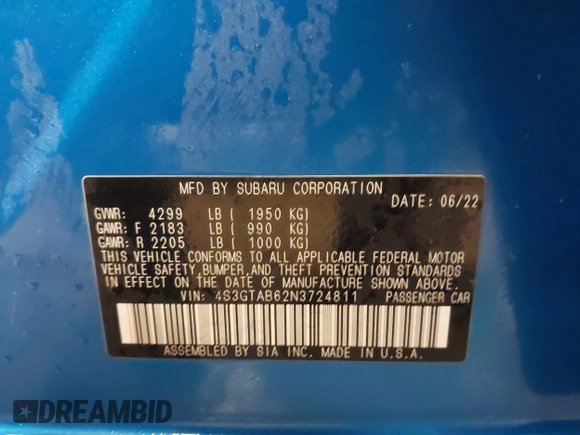 MFD BY SUBARU CORPORATION
DATE: 06/22
GVWR: 4299 LB ( 1950 KG)
GAWR: F 2183 LB ( 990 KG)
GAWR: R 2205 LB ( 1000 KG)
THIS VEHICLE CONFORMS TO ALL APPLICABLE FEDERAL MOTOR
VEHICLE SAFETY, BUMPER, AND THEFT PREVENTION STANDARDS
IN EFFECT ON THE DATE OF MANUFACTURE SHOWN ABOVE.
VIN: 4S3GTAB62N3724811 PASSENGER CAR
ASSEMBLED BY SIA INC. MADE IN U.S.A.
DREAMBID